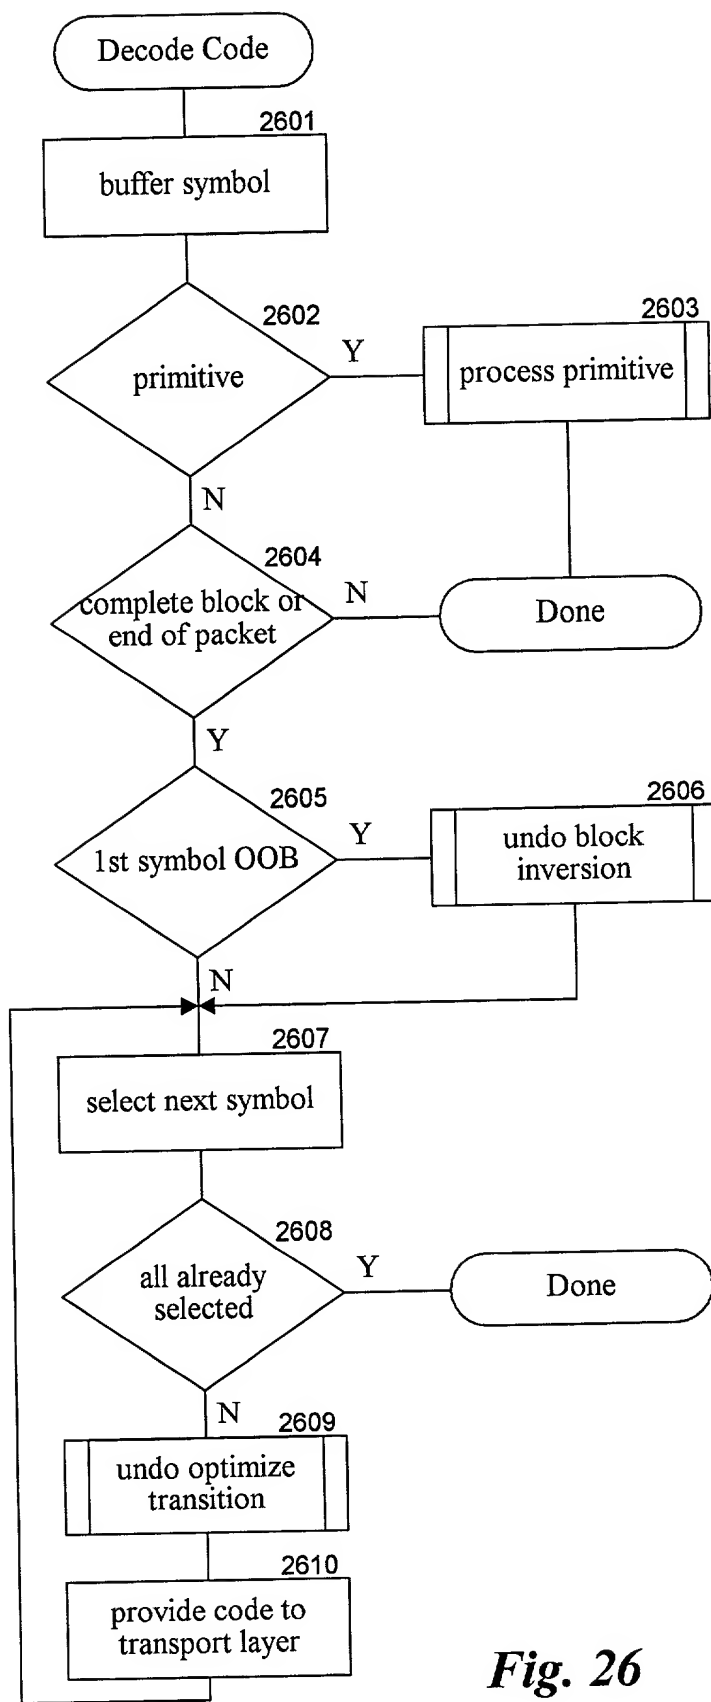 Decode Code
2601
buffer symbol
2602
primitive
Y
2603
process primitive
N
2604
complete block or
end of packet
N
Done
Y
2605
1st symbol OOB
Y
2606
undo block
inversion
N
2607
select next symbol
2608
all already
selected
Y
Done
N
2609
undo optimize
transition
2610
provide code to
transport layer
Fig. 26